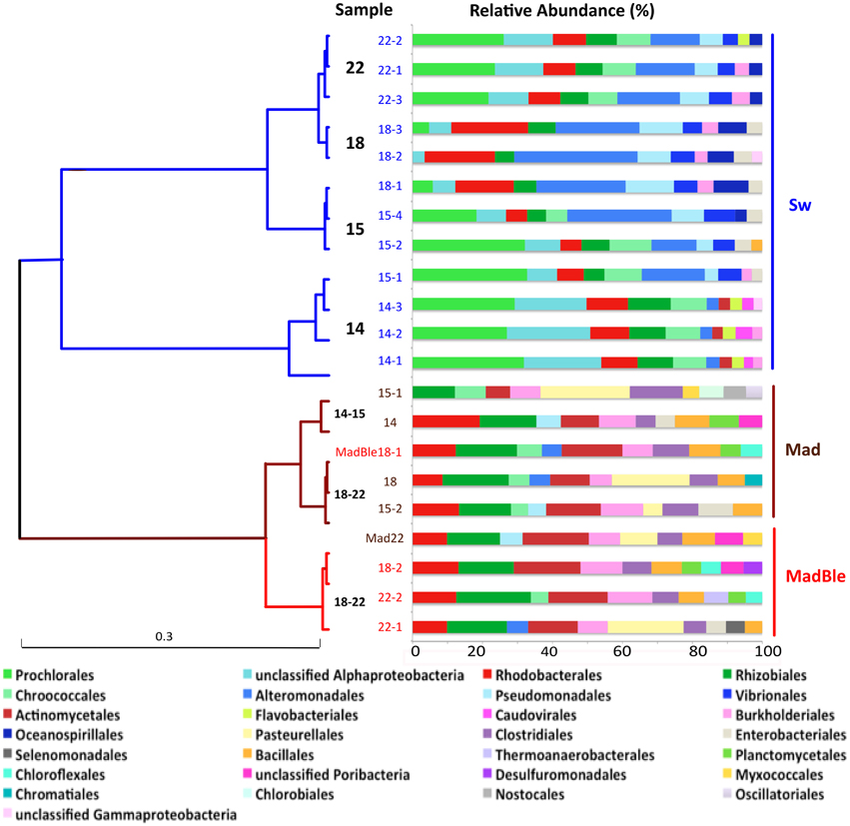 Sample Relative Abundance (%)
22-2
22 22-1
22-3
18-3
18 18-2
18-1
15-4
15 15-2
15-1
14-3
14 14-2
14-1
Sw
15-1
14-15 14
MadBle18-1
18
18-22 15-2
Mad
Mad22
18-2
18-22 22-2
22-1
MadBle
0.3
0 20 40 60 80 100
Prochlorales unclassified Alphaproteobacteria Rhodobacterales Rhizobiales
Chroococcales Alteromonadales Pseudomonadales Vibrionales
Actinomycetales Flavobacteriales Caudovirales Burkholderiales
Oceanospirillales Pasteurellales Clostridiales Enterobacteriales
Selenomonadales Bacillales Thermoanaerobacterales Planctomycetales
Chloroflexales unclassified Poribacteria Desulfuromonadales Myxococcales
Chromatiales Chlorobiales Nostocales Oscillatoriales
unclassified Gammaproteobacteria